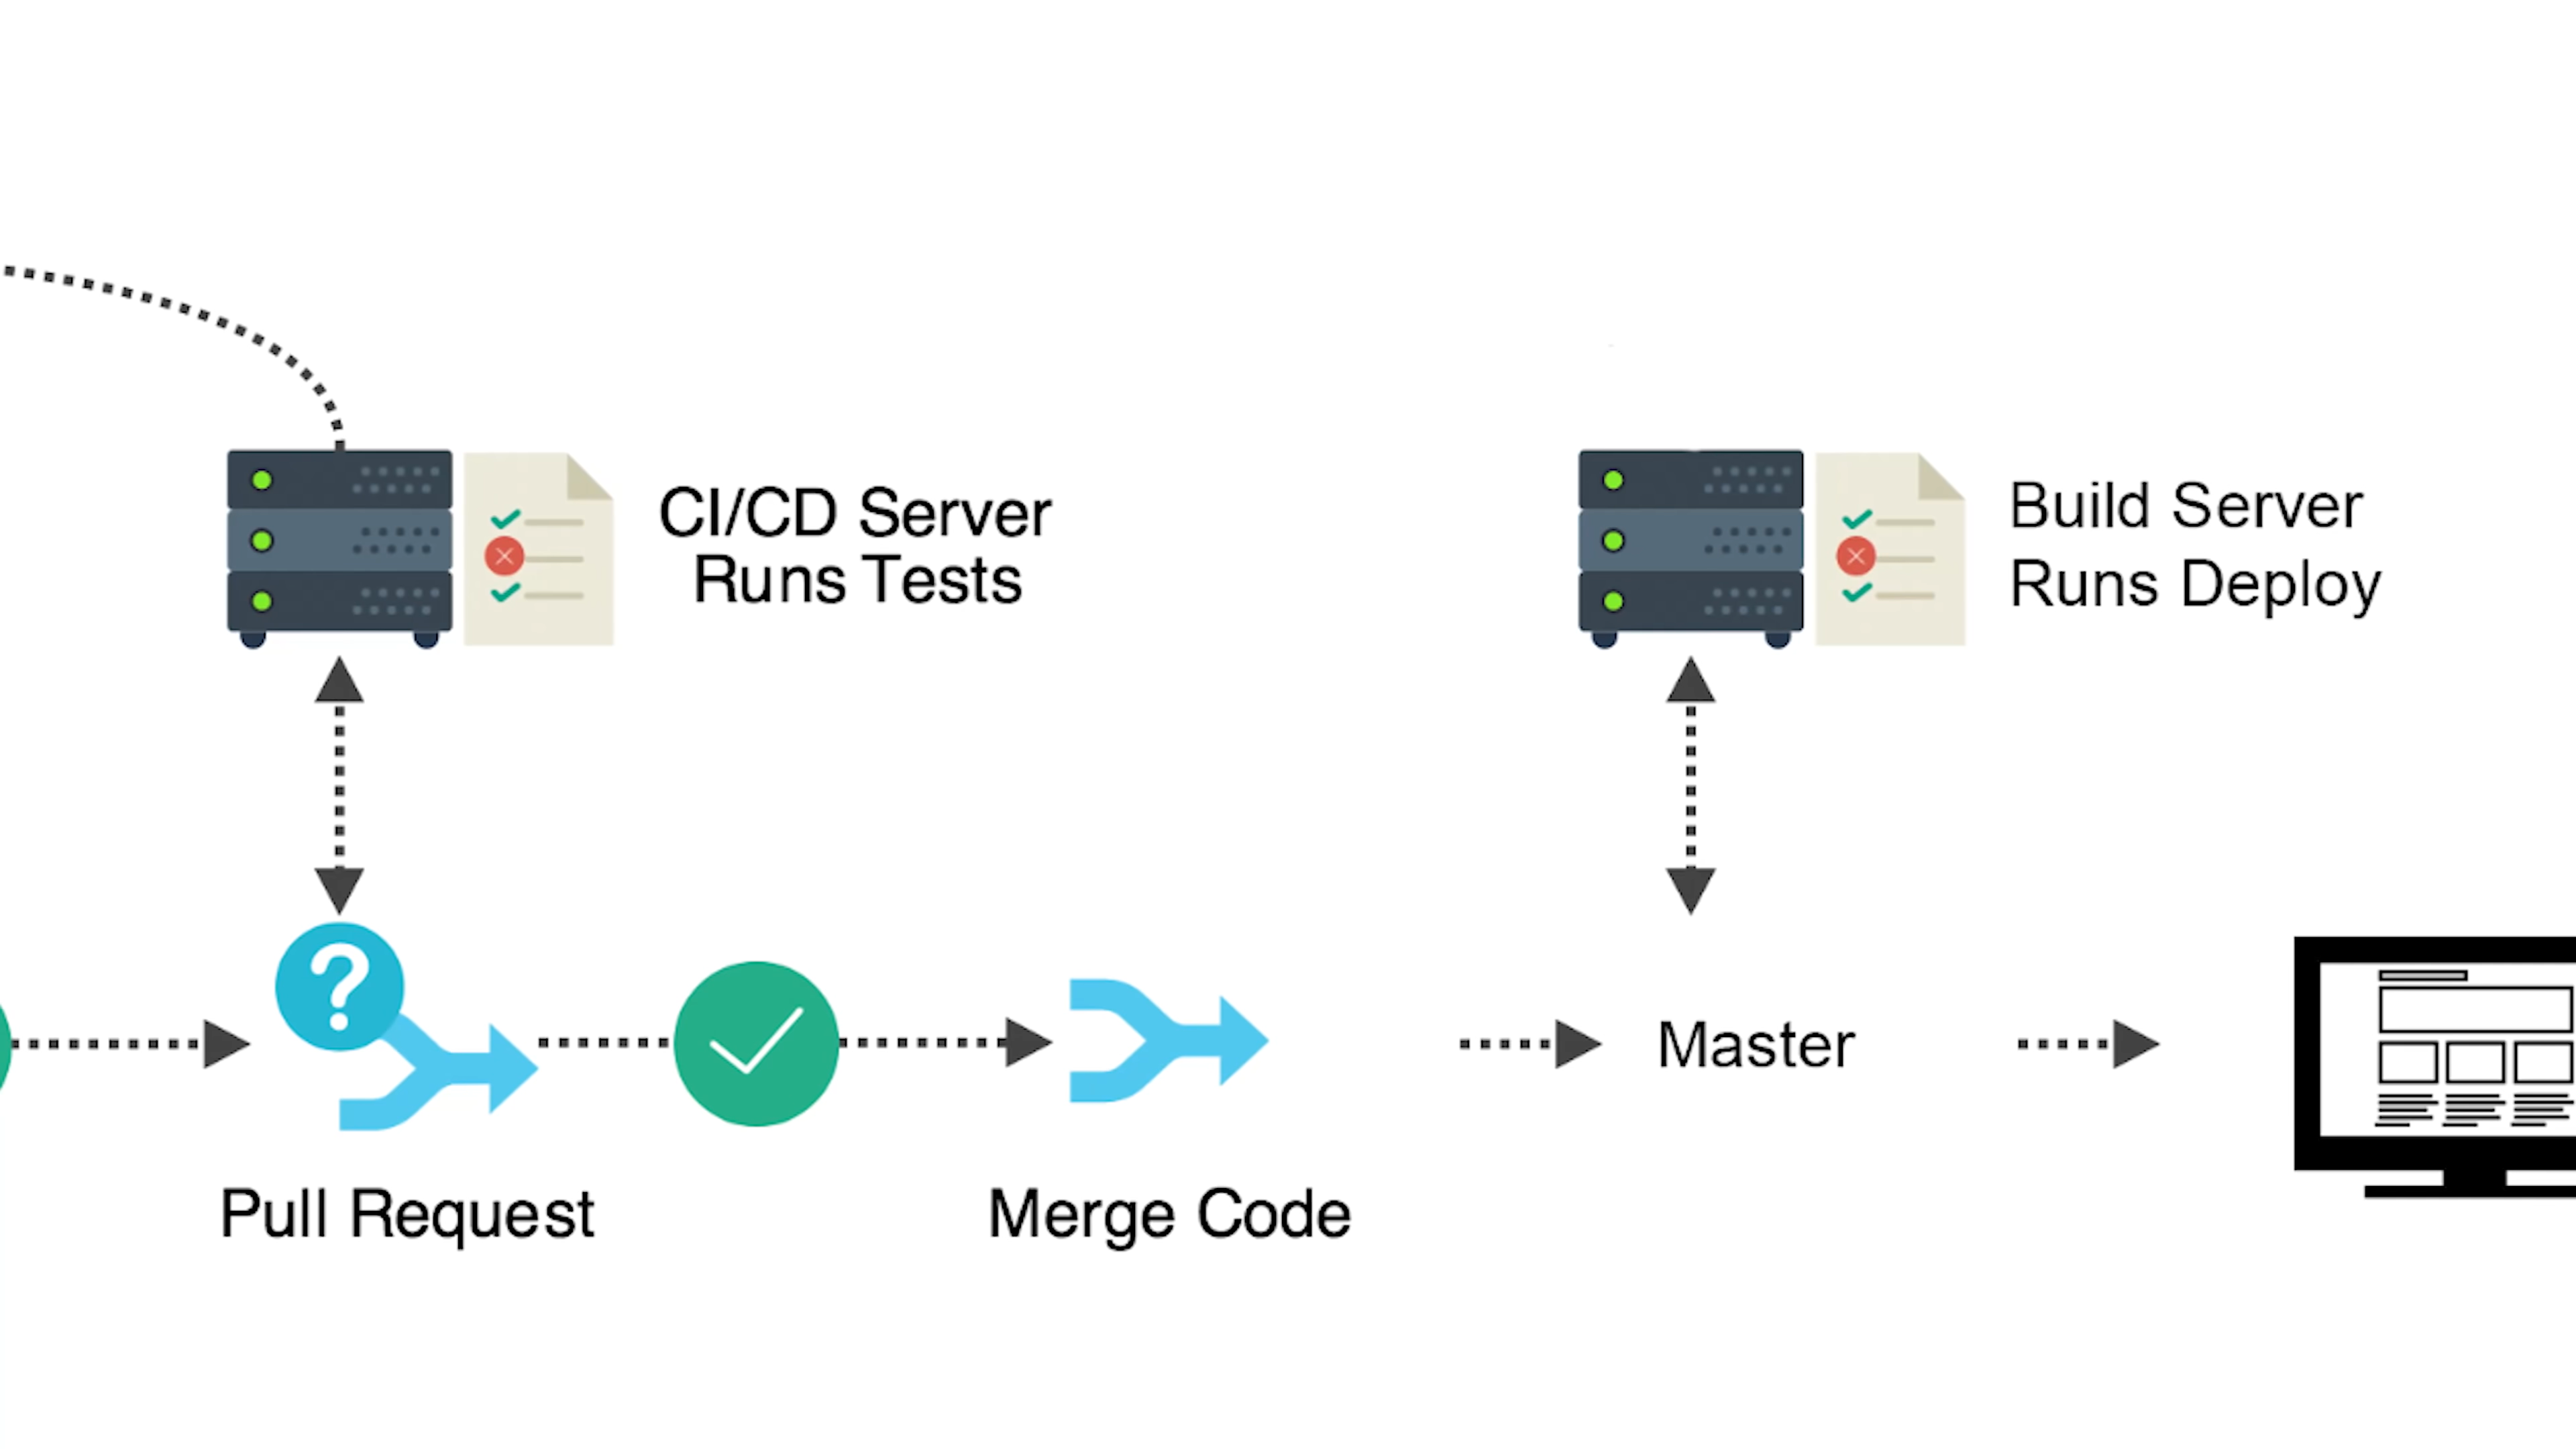 CI/CD Server
Runs Tests
Build Server
Runs Deploy
Master
Pull Request
Merge Code